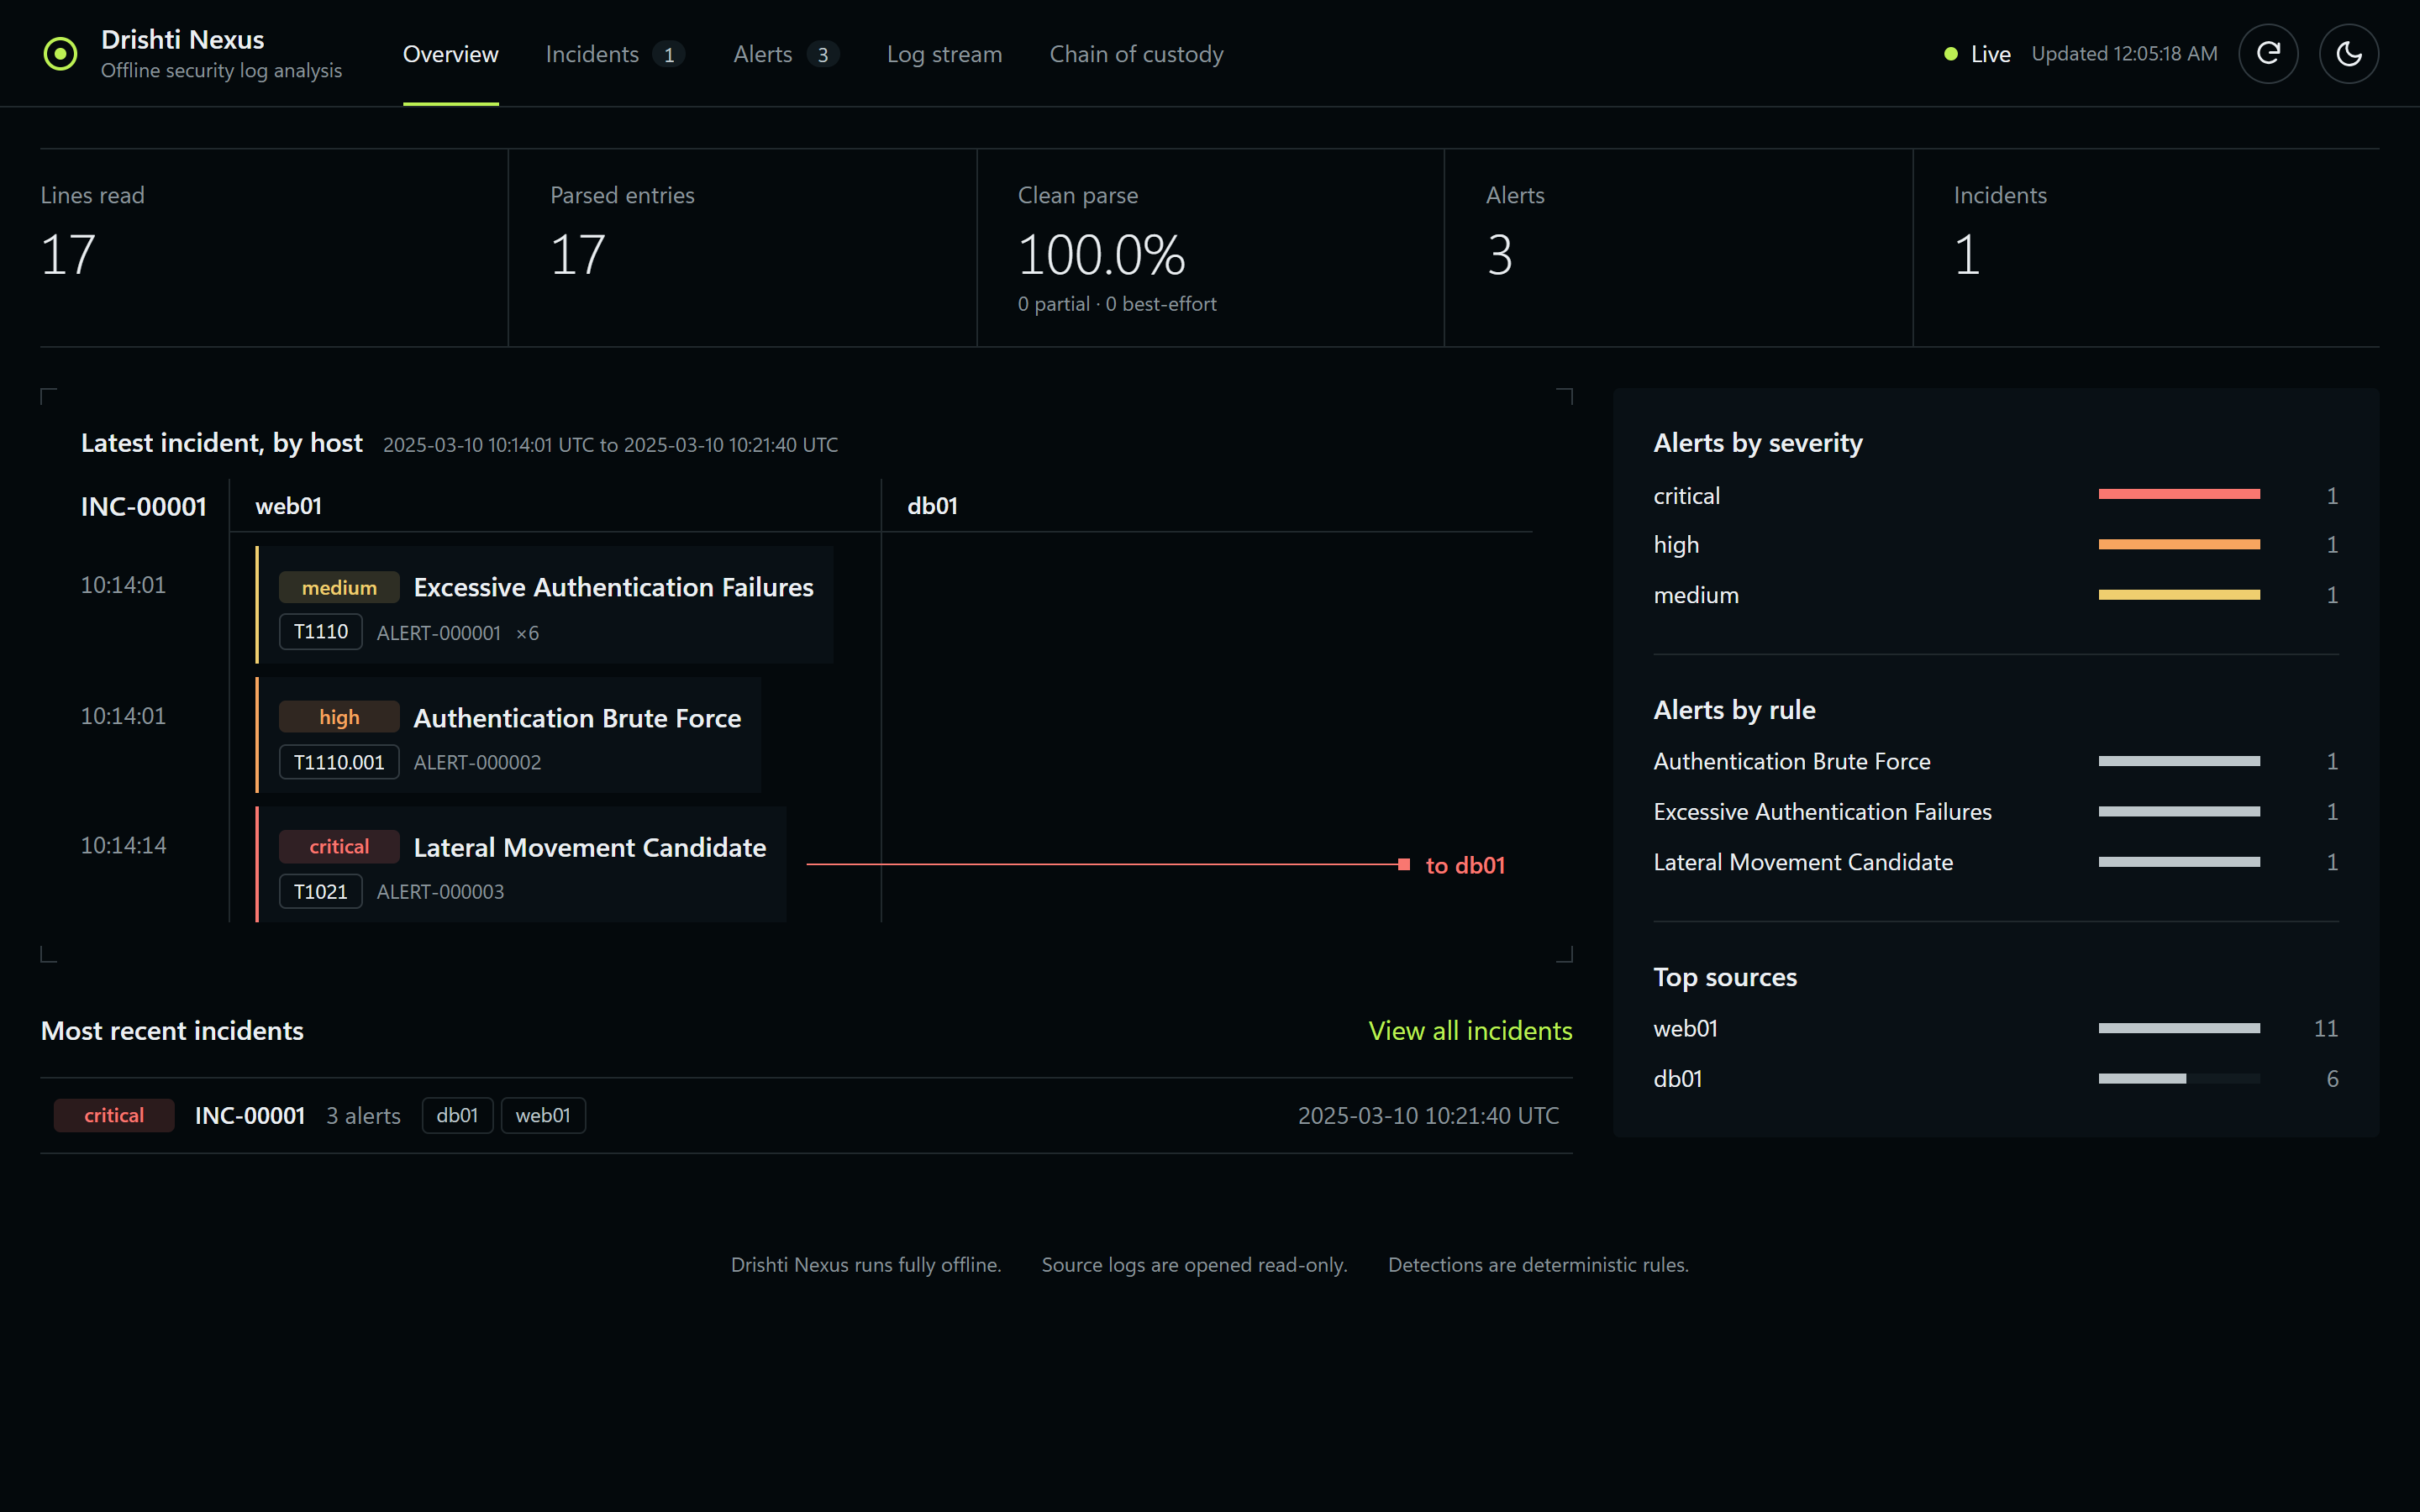 Drishti Nexus
Offline security log analysis
Overview
Incidents 1
Alerts 3
Log stream
Chain of custody
Live
Updated 12:05:18 AM
Lines read
17
Parsed entries
17
Clean parse
100.0%
0 partial · 0 best-effort
Alerts
3
Incidents
1
Latest incident, by host 2025-03-10 10:14:01 UTC to 2025-03-10 10:21:40 UTC
INC-00001 web01 db01
10:14:01 medium Excessive Authentication Failures
T1110 ALERT-000001 ×6
10:14:01 high Authentication Brute Force
T1110.001 ALERT-000002
10:14:14 critical Lateral Movement Candidate
to db01
T1021 ALERT-000003
Most recent incidents View all incidents
critical INC-00001 3 alerts db01 web01 2025-03-10 10:21:40 UTC
Alerts by severity
critical 1
high 1
medium 1
Alerts by rule
Authentication Brute Force 1
Excessive Authentication Failures 1
Lateral Movement Candidate 1
Top sources
web01 11
db01 6
Drishti Nexus runs fully offline. Source logs are opened read-only. Detections are deterministic rules.